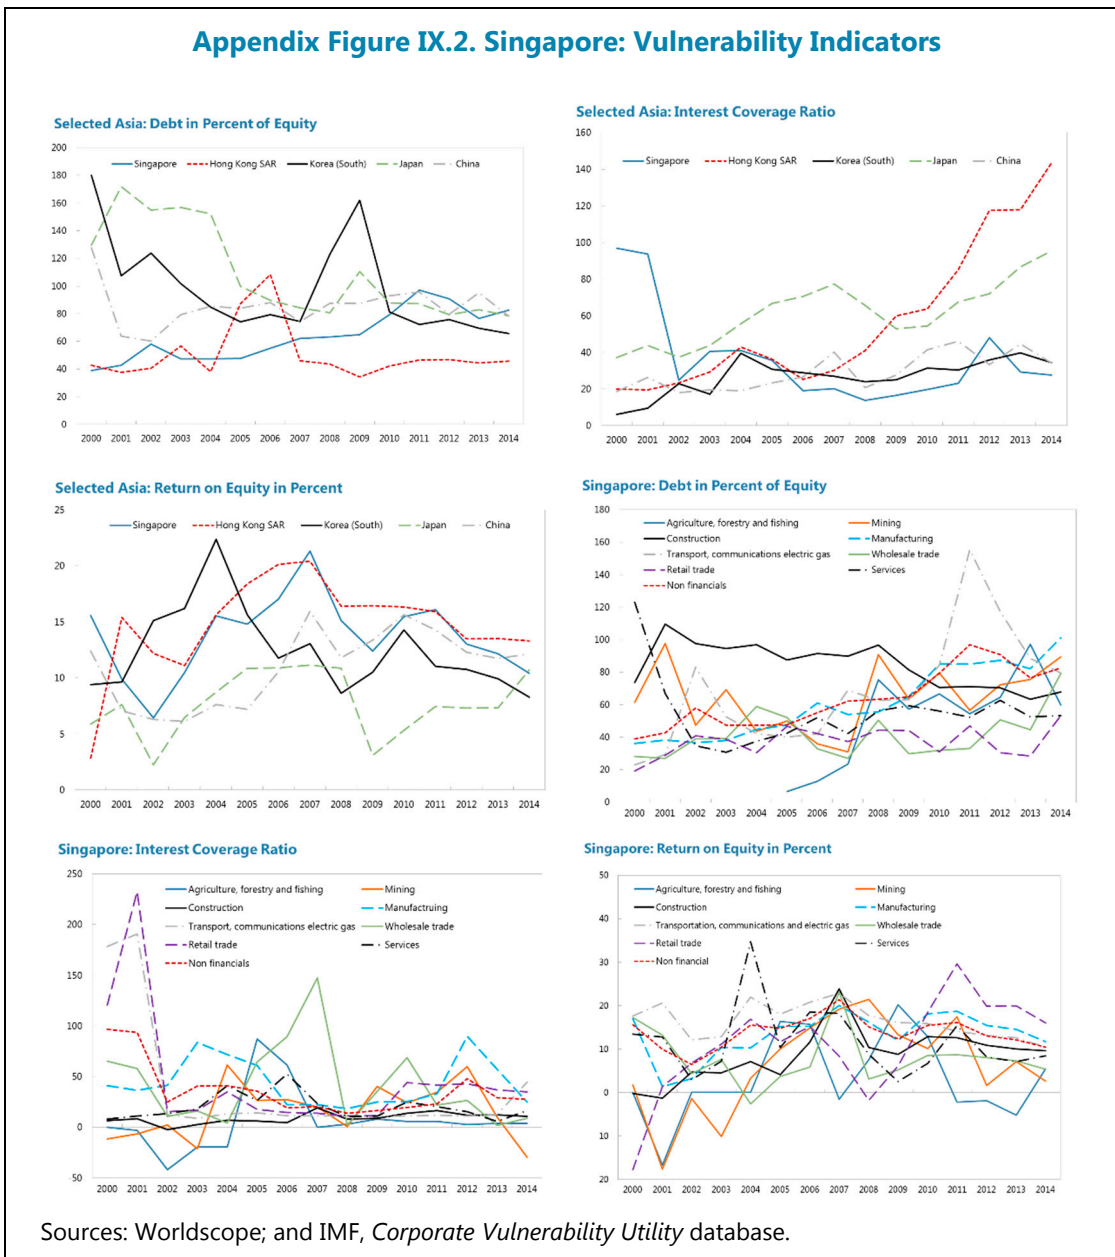 Appendix Figure IX.2. Singapore: Vulnerability Indicators
Selected Asia: Debt in Percent of Equity
200
180
160
140
120
100
80
60
40
20
0
Singapore
Hong Kong SAR
Korea (South)
Japan
China
2000 2001 2002 2003 2004 2005 2006 2007 2008 2009 2010 2011 2012 2013 2014
Selected Asia: Interest Coverage Ratio
160
140
120
100
80
60
40
20
0
Singapore
Hong Kong SAR
Korea (South)
Japan
China
2000 2001 2002 2003 2004 2005 2006 2007 2008 2009 2010 2011 2012 2013 2014
Selected Asia: Return on Equity in Percent
25
20
15
10
5
0
Singapore
Hong Kong SAR
Korea (South)
Japan
China
2000 2001 2002 2003 2004 2005 2006 2007 2008 2009 2010 2011 2012 2013 2014
Singapore: Debt in Percent of Equity
180
160
140
120
100
80
60
40
20
0
Agriculture, forestry and fishing
Mining
Construction
Manufacturing
Transport, communications electric gas
Wholesale trade
Retail trade
Services
Non financials
2000 2001 2002 2003 2004 2005 2006 2007 2008 2009 2010 2011 2012 2013 2014
Singapore: Interest Coverage Ratio
250
200
150
100
50
0
50
Agriculture, forestry and fishing
Mining
Construction
Manufactruing
Transport, communications electric gas
Wholesale trade
Retail trade
Services
Non financials
2000 2001 2002 2003 2004 2005 2006 2007 2008 2009 2010 2011 2012 2013 2014
Singapore: Return on Equity in Percent
50
40
30
20
10
0
10
20
Agriculture, forestry and fishing
Mining
Construction
Manufacturing
Transportation, communications and electric gas
Wholesale trade
Retail trade
Services
Non financial
2000 2001 2002 2003 2004 2005 2006 2007 2008 2009 2010 2011 2012 2013 2014
Sources: Worldscope; and IMF, Corporate Vulnerability Utility database.